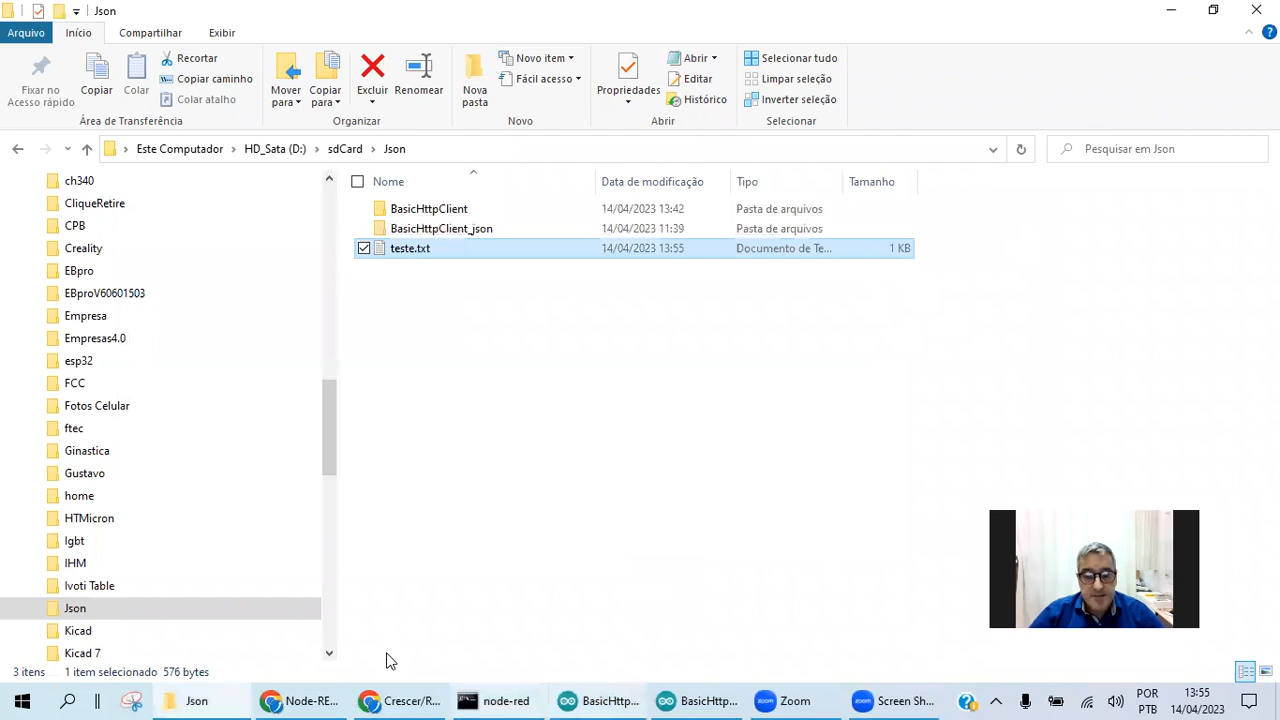 Json
Arquivo Início Compartilhar Exibir
Fixar no Acesso rápido
Copiar
Colar
Recortar
Copiar caminho
Colar atalho
Área de Transferência
Mover para
Copiar para
Excluir
Renomear
Organizar
Nova pasta
Novo item
Fácil acesso
Novo
Propriedades
Abrir
Editar
Histórico
Abrir
Selecionar tudo
Limpar seleção
Inverter seleção
Selecionar
Este Computador > HD_Sata (D:) > sdCard > Json
Pesquisar em Json
Nome Data de modificação Tipo Tamanho
BasicHttpClient 14/04/2023 13:42 Pasta de arquivos
BasicHttpClient_json 14/04/2023 11:39 Pasta de arquivos
teste.txt 14/04/2023 13:55 Documento de Te... 1 KB
ch340
CliqueRetire
CPB
Creality
EBpro
EBproV60601503
Empresa
Empresas4.0
esp32
FCC
Fotos Celular
ftec
Ginastica
Gustavo
home
HTMicron
Igbt
IHM
Ivoti Table
Json
Kicad
Kicad 7
3 itens 1 item selecionado 576 bytes
Json
Node-RE...
Crescer/R...
node-red
BasicHttp...
BasicHttp...
Zoom
Screen Sh...
POR
PTB
13:55
14/04/2023